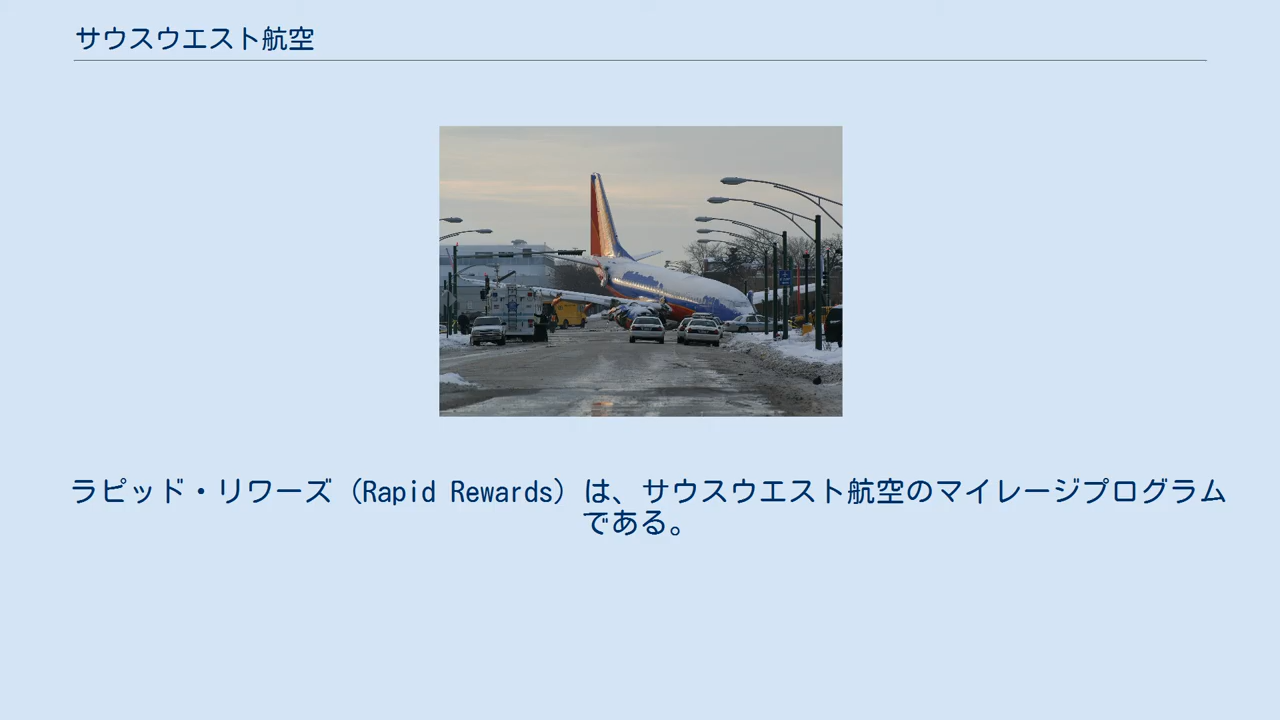 サウスウエスト航空
ラピッド・リワーズ（Rapid Rewards）は、サウスウエスト航空のマイレージプログラム
である。